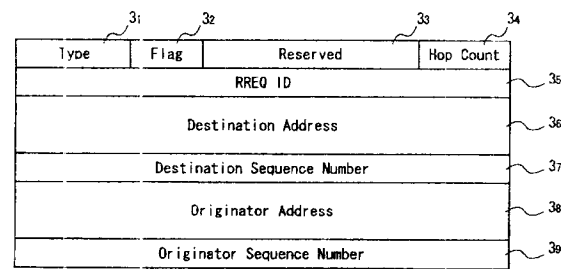 31 32 33 34
Type Flag Reserved Hop Count
RREQ ID 35
Destination Address 36
Destination Sequence Number 37
Originator Address 38
Originator Sequence Number 39